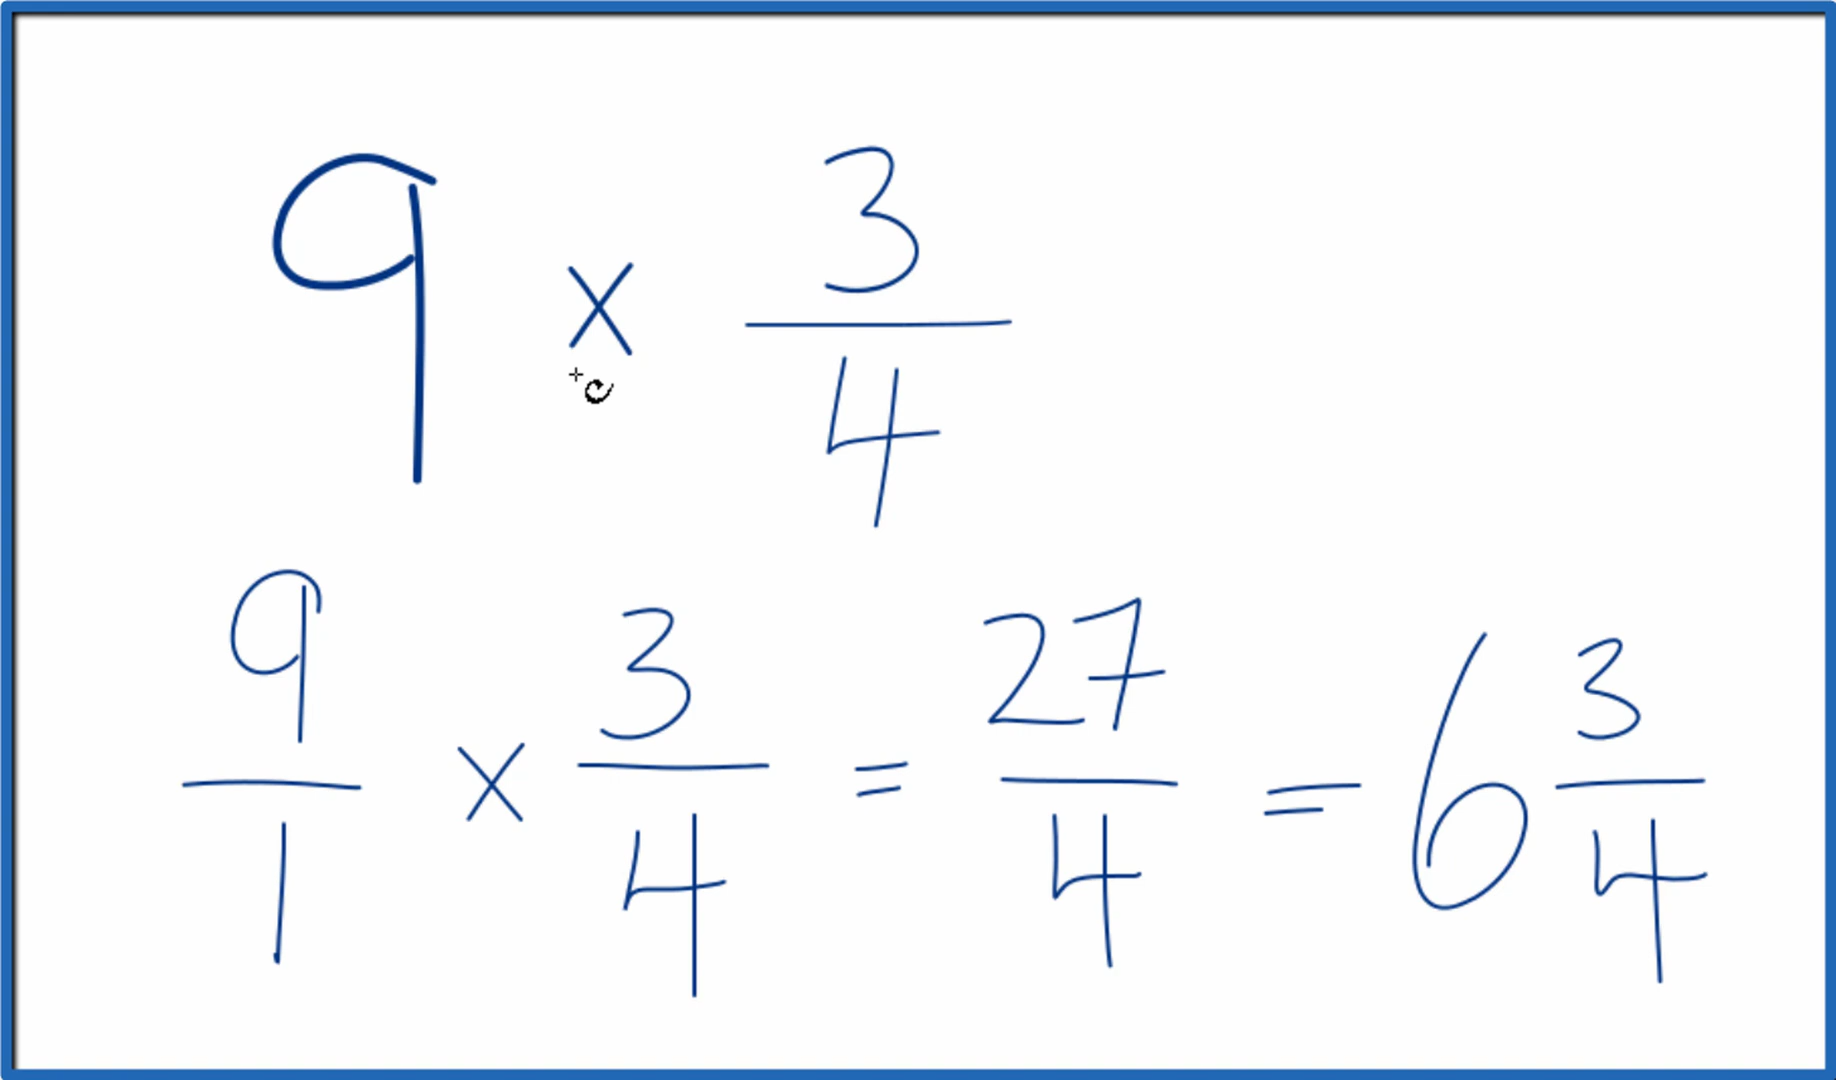 9 × 3/4
9/1 × 3/4 = 27/4 = 6 3/4